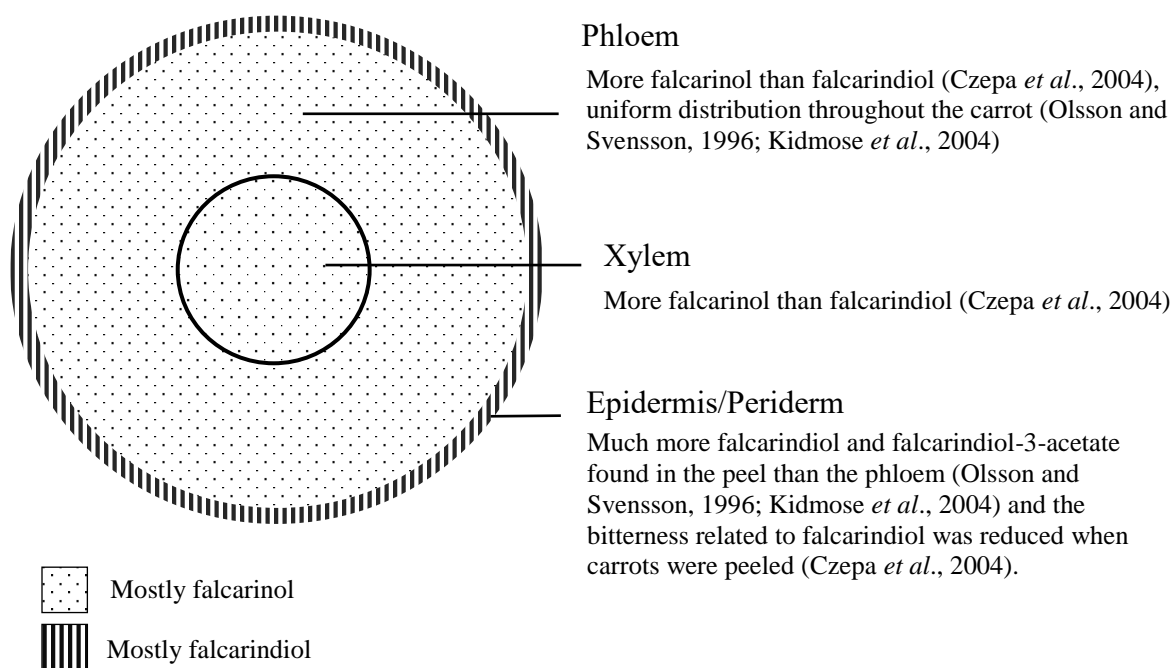 Phloem
More falcarinol than falcarindiol (Czepa et al., 2004),
uniform distribution throughout the carrot (Olsson and
Svensson, 1996; Kidmose et al., 2004)
Xylem
More falcarinol than falcarindiol (Czepa et al., 2004)
Epidermis/Periderm
Much more falcarindiol and falcarindiol-3-acetate
found in the peel than the phloem (Olsson and
Svensson, 1996; Kidmose et al., 2004) and the
bitterness related to falcarindiol was reduced when
carrots were peeled (Czepa et al., 2004).
Mostly falcarinol
Mostly falcarindiol